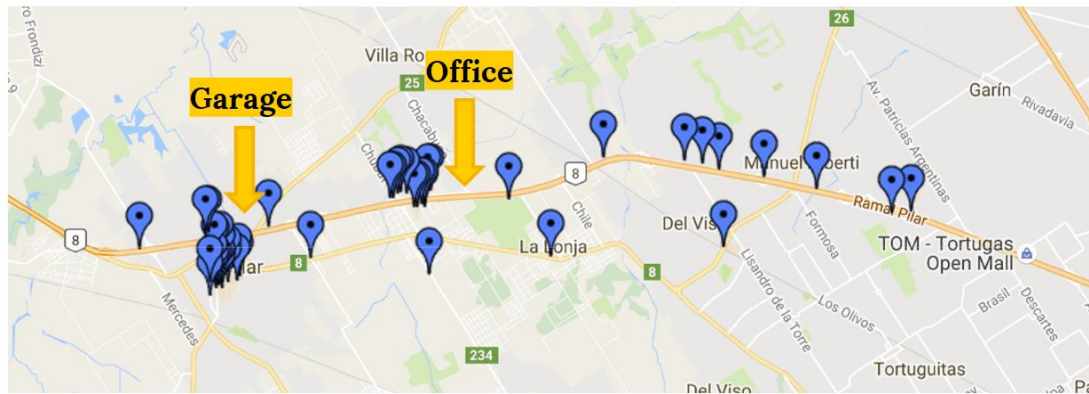 26
Villa Ro
Office
25
Garage
Chacabuco
Garín
Rivadavia
Av. Patricias Argentinas
8
Manuel Alberti
Chile
Ramal Pilar
Del Viso
Formosa
8
La Lonja
TOM - Tortugas
Open Mall
8
8
Mercedes
Lisandro de la Torre
Los Olivos
Brasil
Descartes
234
Tortuguitas
Del Viso